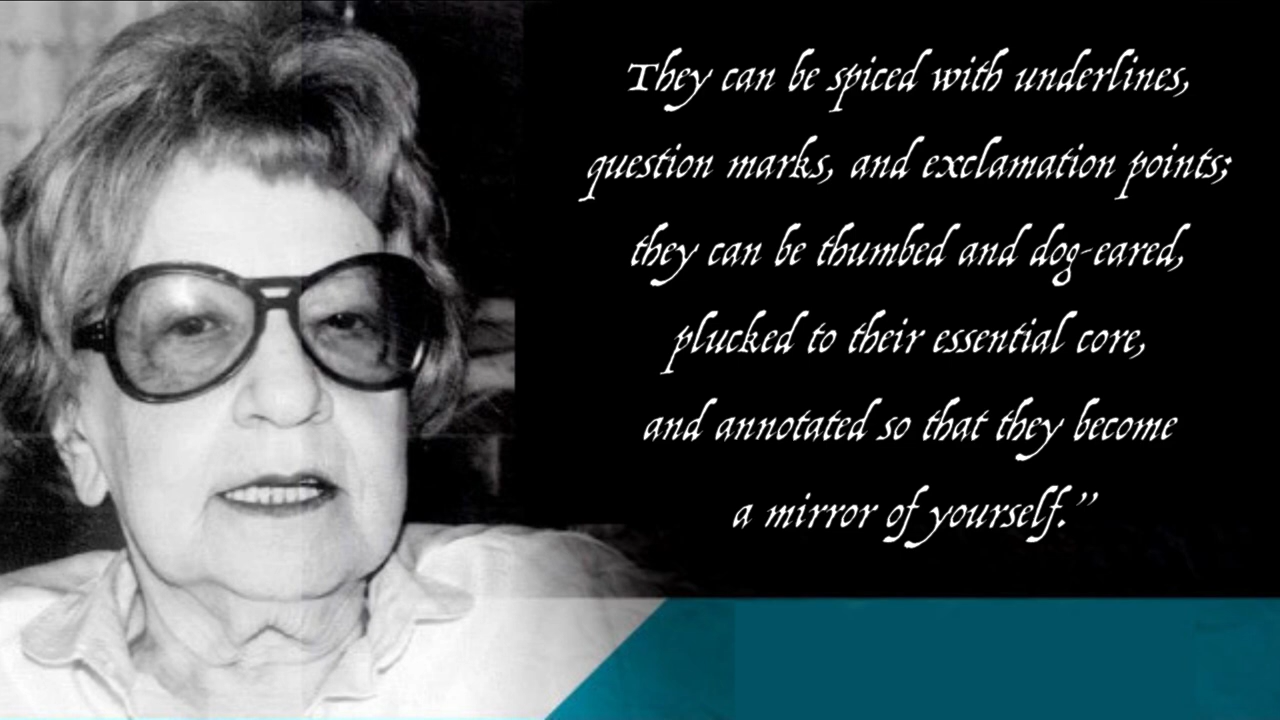 They can be spiced with underlines,
question marks, and exclamation points;
they can be thumbed and dog-eared,
plucked to their essential core,
and annotated so that they become
a mirror of yourself.”